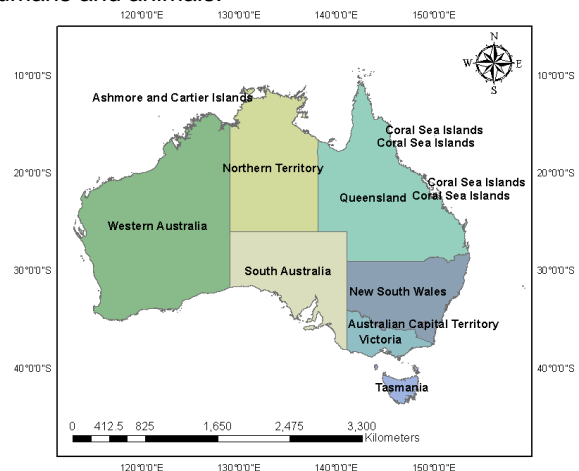 umans and animals.
120°0'0"E 130°0'0"E 140°0'0"E 150°0'0"E
N
W E
S
10°0'0"S 10°0'0"S
Ashmore and Cartier Islands
Coral Sea Islands
Coral Sea Islands
20°0'0"S 20°0'0"S
Northern Territory
Coral Sea Islands
Queensland Coral Sea Islands
Western Australia
30°0'0"S 30°0'0"S
South Australia
New South Wales
Australian Capital Territory
Victoria
40°0'0"S 40°0'0"S
Tasmania
0 412.5 825 1,650 2,475 3,300
Kilometers
120°0'0"E 130°0'0"E 140°0'0"E 150°0'0"E